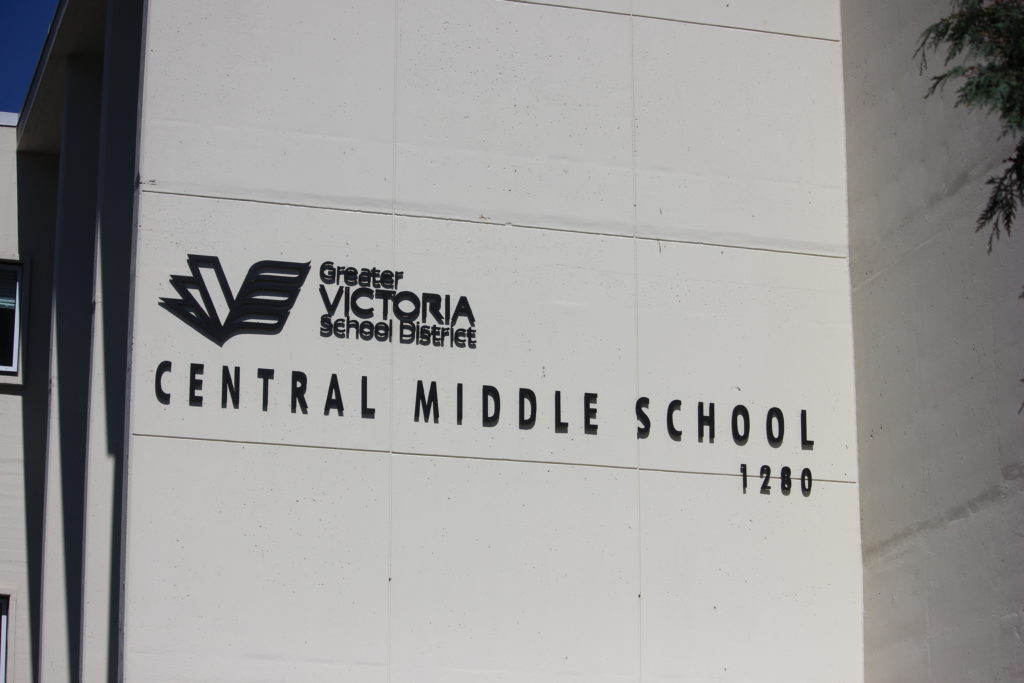 Greater
VICTORIA
School District
CENTRAL MIDDLE SCHOOL
1280